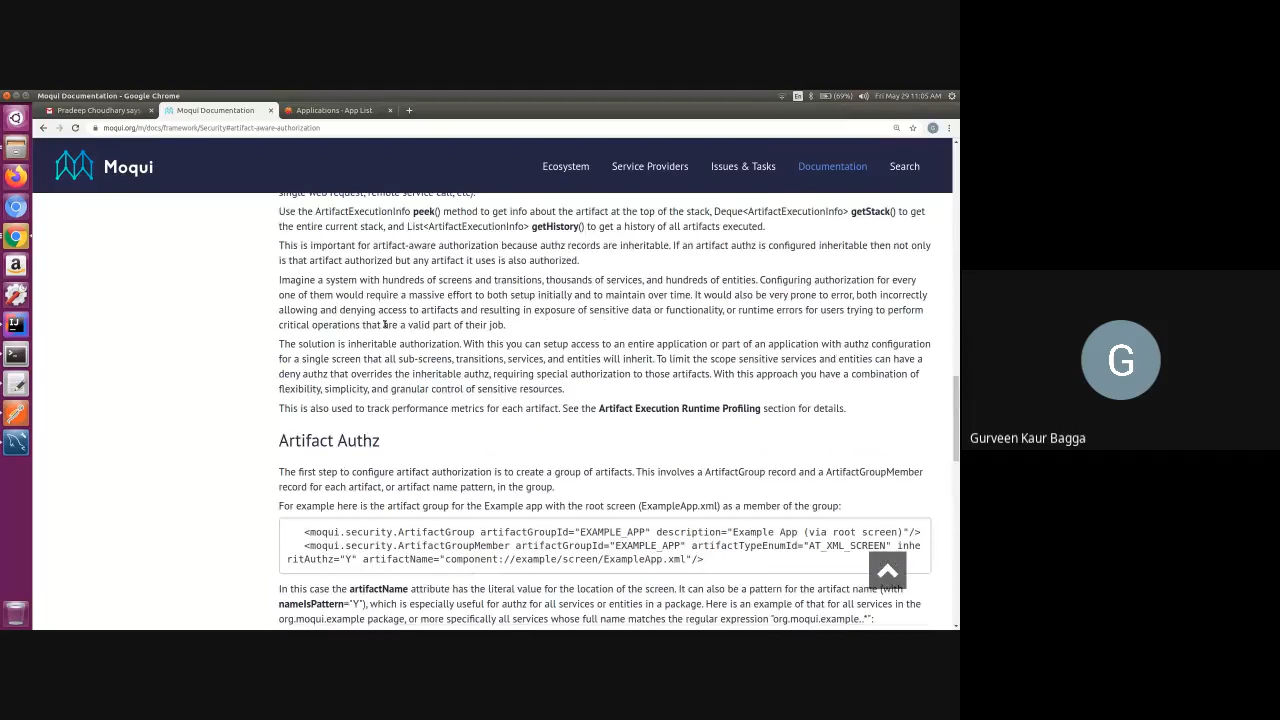 Moqui Documentation - Google Chrome
En
(69%)
Fri May 29 11:05 AM
Pradeep Choudhary says
Moqui Documentation
Applications - App List
moqui.org/m/docs/framework/Security#artifact-aware-authorization
G
Moqui
Ecosystem
Service Providers
Issues & Tasks
Documentation
Search
single web request, remote service call, etc).
Use the ArtifactExecutionInfo peek() method to get info about the artifact at the top of the stack, Deque<ArtifactExecutionInfo> getStack() to get
the entire current stack, and List<ArtifactExecutionInfo> getHistory() to get a history of all artifacts executed.
This is important for artifact-aware authorization because authz records are inheritable. If an artifact authz is configured inheritable then not only
is that artifact authorized but any artifact it uses is also authorized.
Imagine a system with hundreds of screens and transitions, thousands of services, and hundreds of entities. Configuring authorization for every
one of them would require a massive effort to both setup initially and to maintain over time. It would also be very prone to error, both incorrectly
allowing and denying access to artifacts and resulting in exposure of sensitive data or functionality, or runtime errors for users trying to perform
critical operations that are a valid part of their job.
The solution is inheritable authorization. With this you can setup access to an entire application or part of an application with authz configuration
for a single screen that all sub-screens, transitions, services, and entities will inherit. To limit the scope sensitive services and entities can have a
deny authz that overrides the inheritable authz, requiring special authorization to those artifacts. With this approach you have a combination of
flexibility, simplicity, and granular control of sensitive resources.
This is also used to track performance metrics for each artifact. See the Artifact Execution Runtime Profiling section for details.
Artifact Authz
The first step to configure artifact authorization is to create a group of artifacts. This involves a ArtifactGroup record and a ArtifactGroupMember
record for each artifact, or artifact name pattern, in the group.
For example here is the artifact group for the Example app with the root screen (ExampleApp.xml) as a member of the group:
<moqui.security.ArtifactGroup artifactGroupId="EXAMPLE_APP" description="Example App (via root screen)"/>
<moqui.security.ArtifactGroupMember artifactGroupId="EXAMPLE_APP" artifactTypeEnumId="AT_XML_SCREEN" inhe
ritAuthz="Y" artifactName="component://example/screen/ExampleApp.xml"/>
In this case the artifactName attribute has the literal value for the location of the screen. It can also be a pattern for the artifact name (with
nameIsPattern="Y"), which is especially useful for authz for all services or entities in a package. Here is an example of that for all services in the
org.moqui.example package, or more specifically all services whose full name matches the regular expression "org.moqui.example..*":
G
Gurveen Kaur Bagga